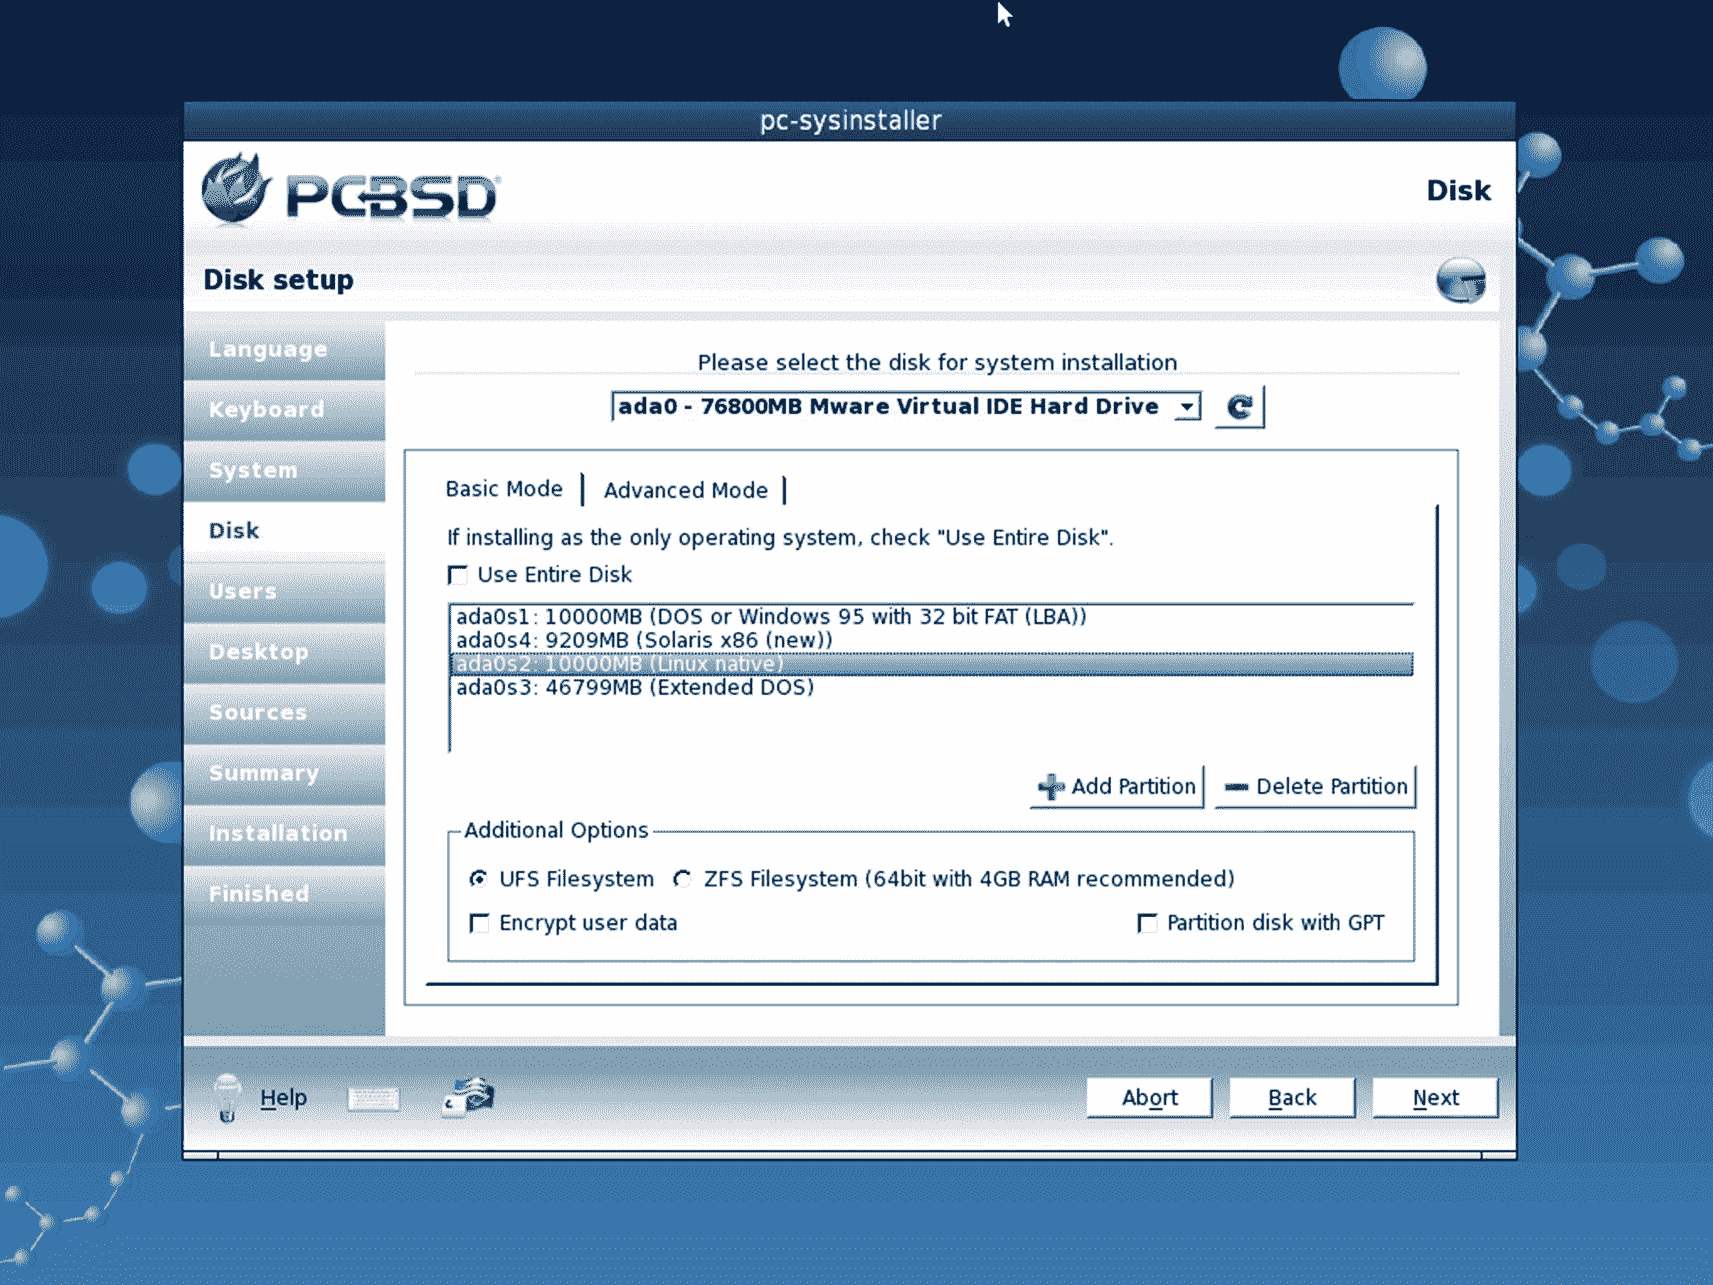 pc-sysinstaller
PCBSD®
Disk
Disk setup
Language
Keyboard
System
Disk
Users
Desktop
Sources
Summary
Installation
Finished
Please select the disk for system installation
ada0 - 76800MB Mware Virtual IDE Hard Drive
Basic Mode
Advanced Mode
If installing as the only operating system, check "Use Entire Disk".
Use Entire Disk
ada0s1: 10000MB (DOS or Windows 95 with 32 bit FAT (LBA))
ada0s4: 9209MB (Solaris x86 (new))
ada0s2: 10000MB (Linux native)
ada0s3: 46799MB (Extended DOS)
Add Partition
Delete Partition
Additional Options
UFS Filesystem
ZFS Filesystem (64bit with 4GB RAM recommended)
Encrypt user data
Partition disk with GPT
Help
Abort
Back
Next